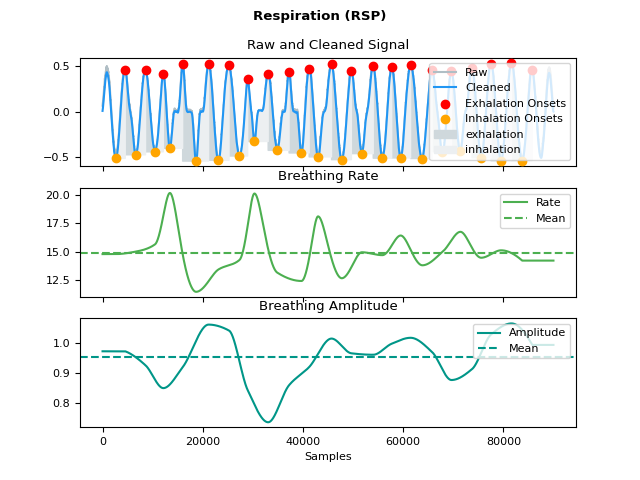 Respiration (RSP)
Raw and Cleaned Signal
0.5
0.0
−0.5
Raw
Cleaned
Exhalation Onsets
Inhalation Onsets
exhalation
inhalation
Breathing Rate
20.0
17.5
15.0
12.5
Rate
Mean
Breathing Amplitude
1.0
0.9
0.8
Amplitude
Mean
0 20000 40000 60000 80000
Samples